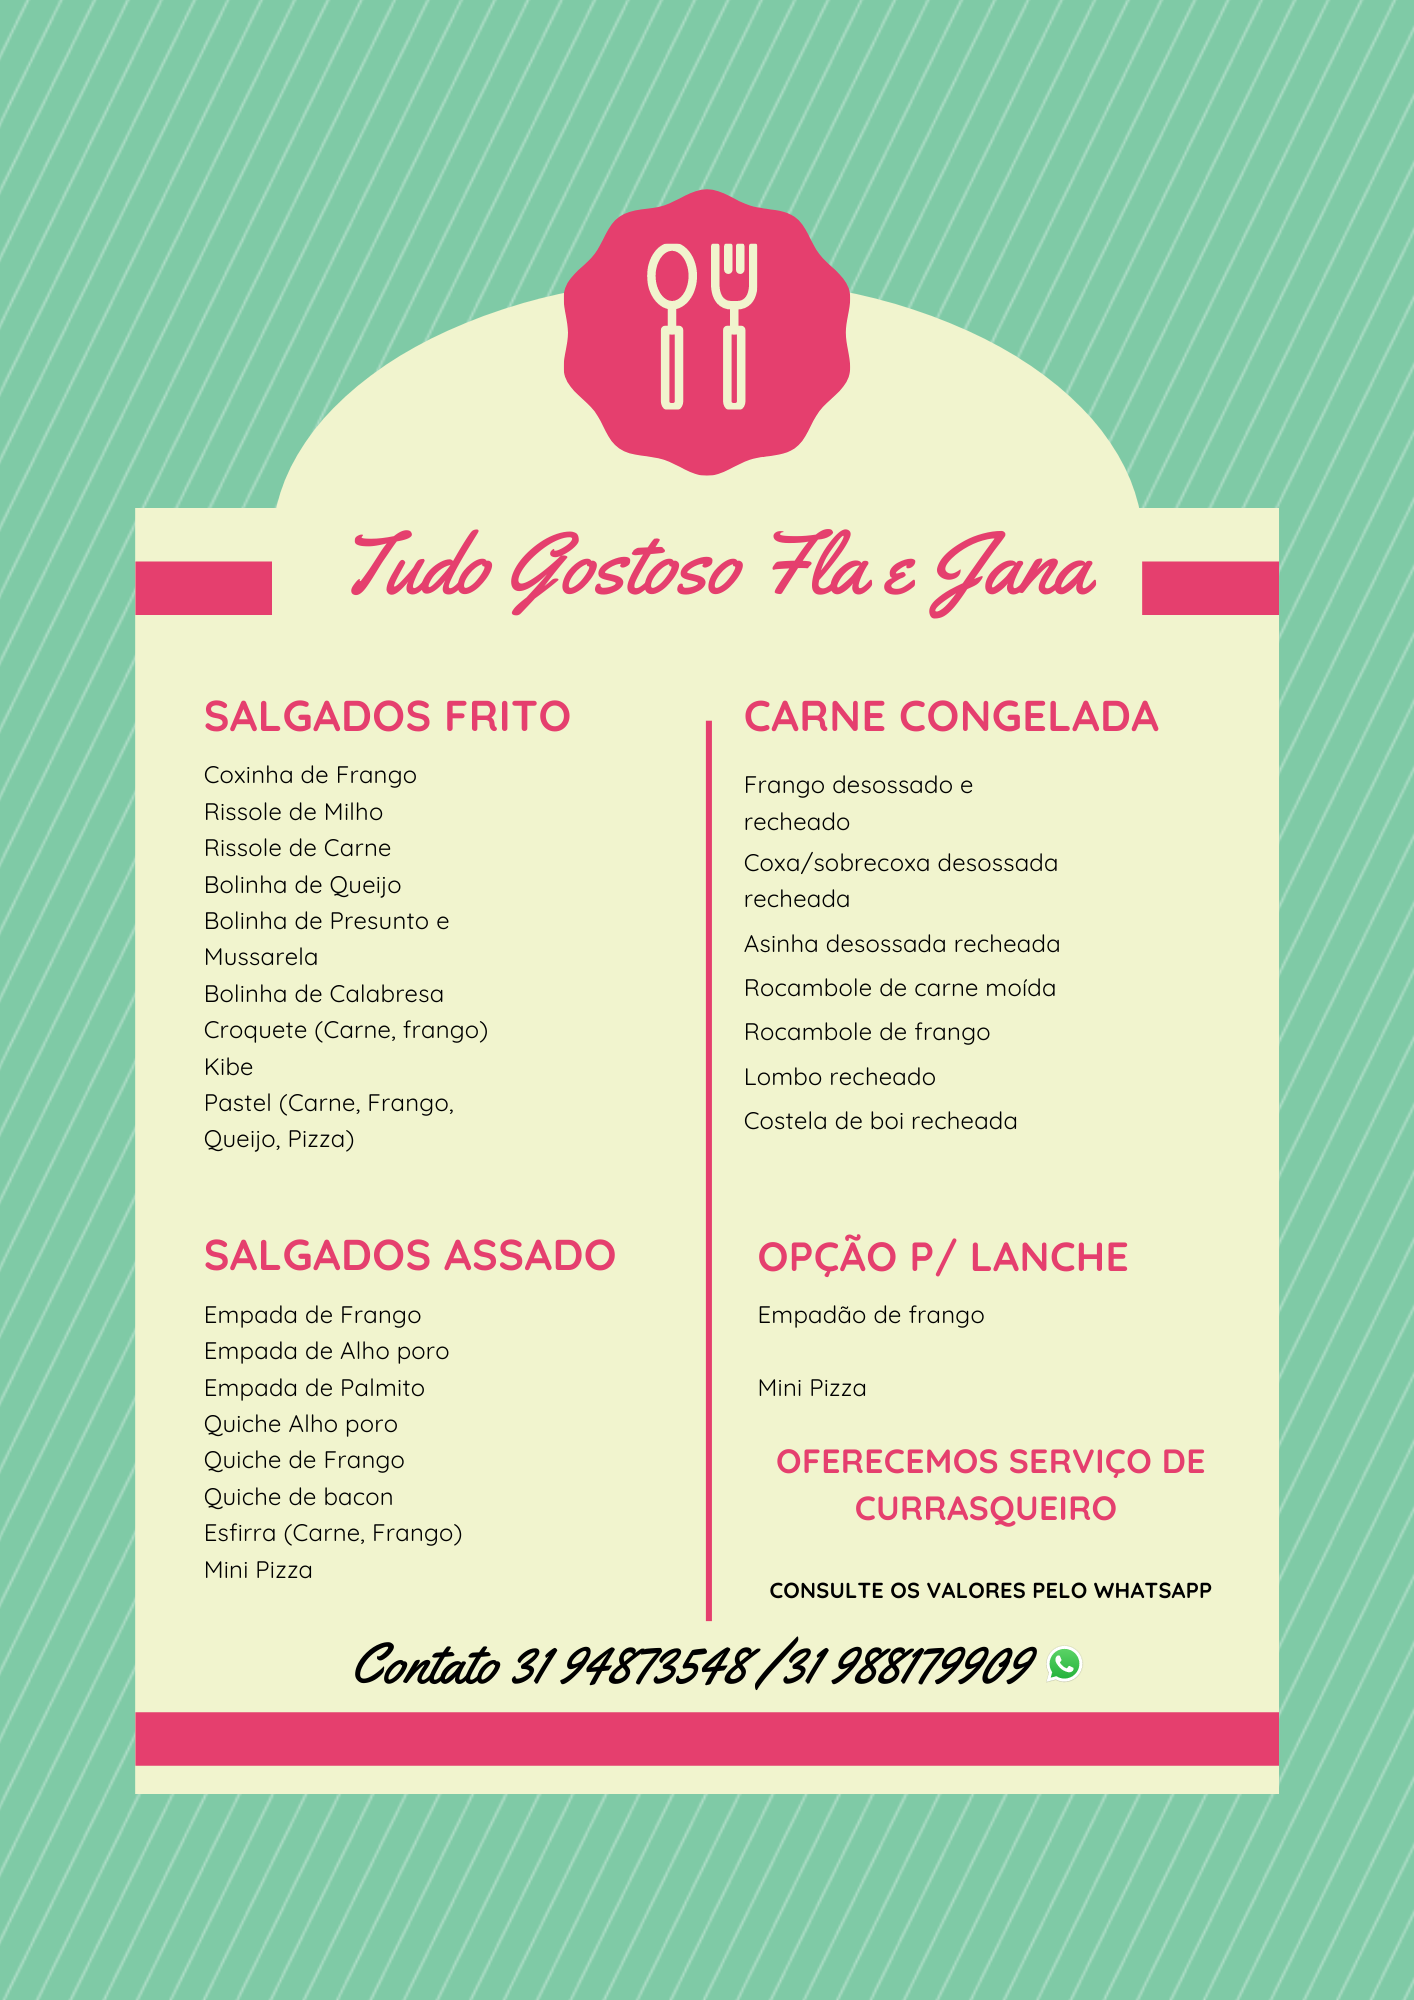 Tudo Gostoso Fla e Jana
SALGADOS FRITO
Coxinha de Frango
Rissole de Milho
Rissole de Carne
Bolinha de Queijo
Bolinha de Presunto e
Mussarela
Bolinha de Calabresa
Croquete (Carne, frango)
Kibe
Pastel (Carne, Frango,
Queijo, Pizza)
SALGADOS ASSADO
Empada de Frango
Empada de Alho poro
Empada de Palmito
Quiche Alho poro
Quiche de Frango
Quiche de bacon
Esfirra (Carne, Frango)
Mini Pizza
CARNE CONGELADA
Frango desossado e
recheado
Coxa/sobrecoxa desossada
recheada
Asinha desossada recheada
Rocambole de carne moída
Rocambole de frango
Lombo recheado
Costela de boi recheada
OPÇÃO P/ LANCHE
Empadão de frango
Mini Pizza
OFERECEMOS SERVIÇO DE
CURRASQUEIRO
CONSULTE OS VALORES PELO WHATSAPP
Contato 31 94873548 /31 988179909